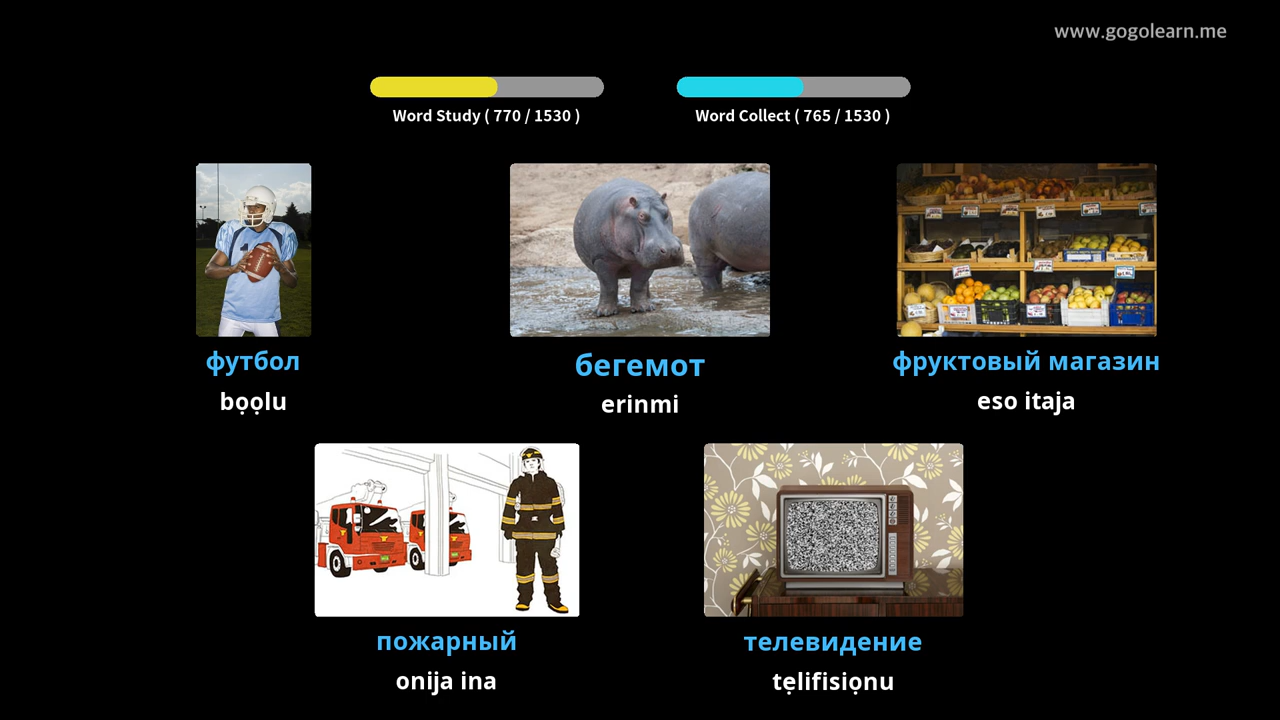 www.gogolearn.me
Word Study ( 770 / 1530 )
Word Collect ( 765 / 1530 )
футбол
bọọlu
бегемот
erinmi
фруктовый магазин
eso itaja
пожарный
onija ina
телевидение
tẹlifisiọnu